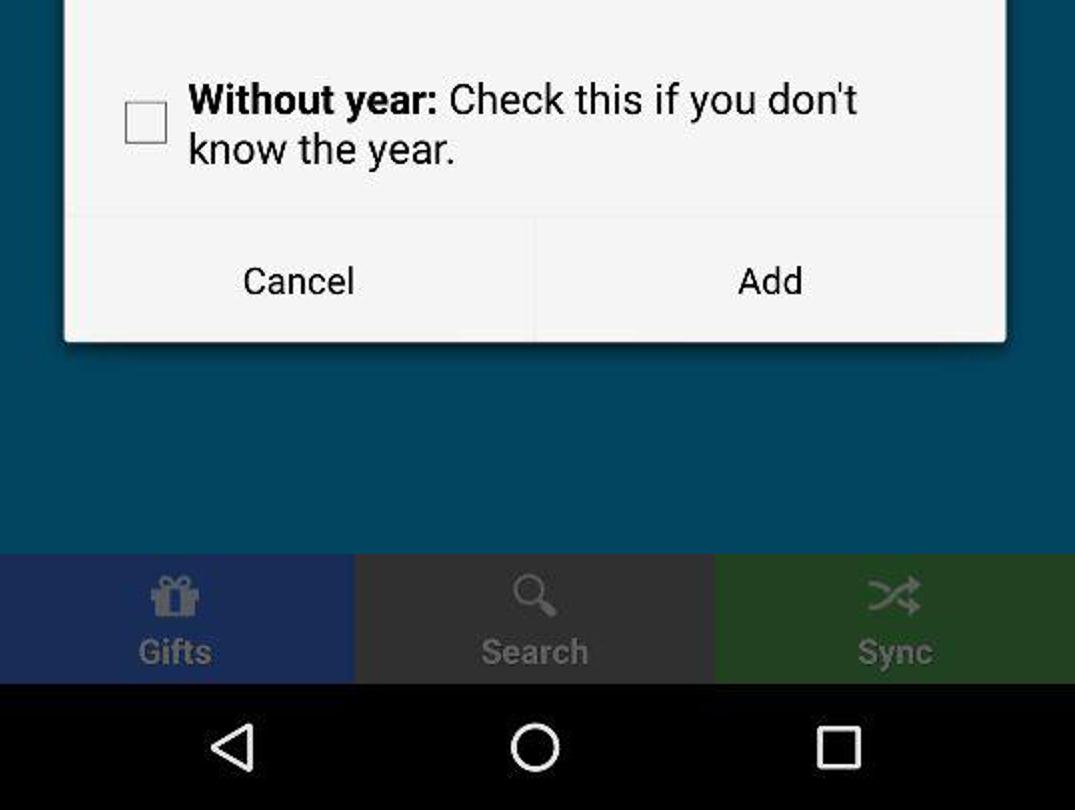 Without year: Check this if you don't
know the year.
Cancel Add
Gifts Search Sync